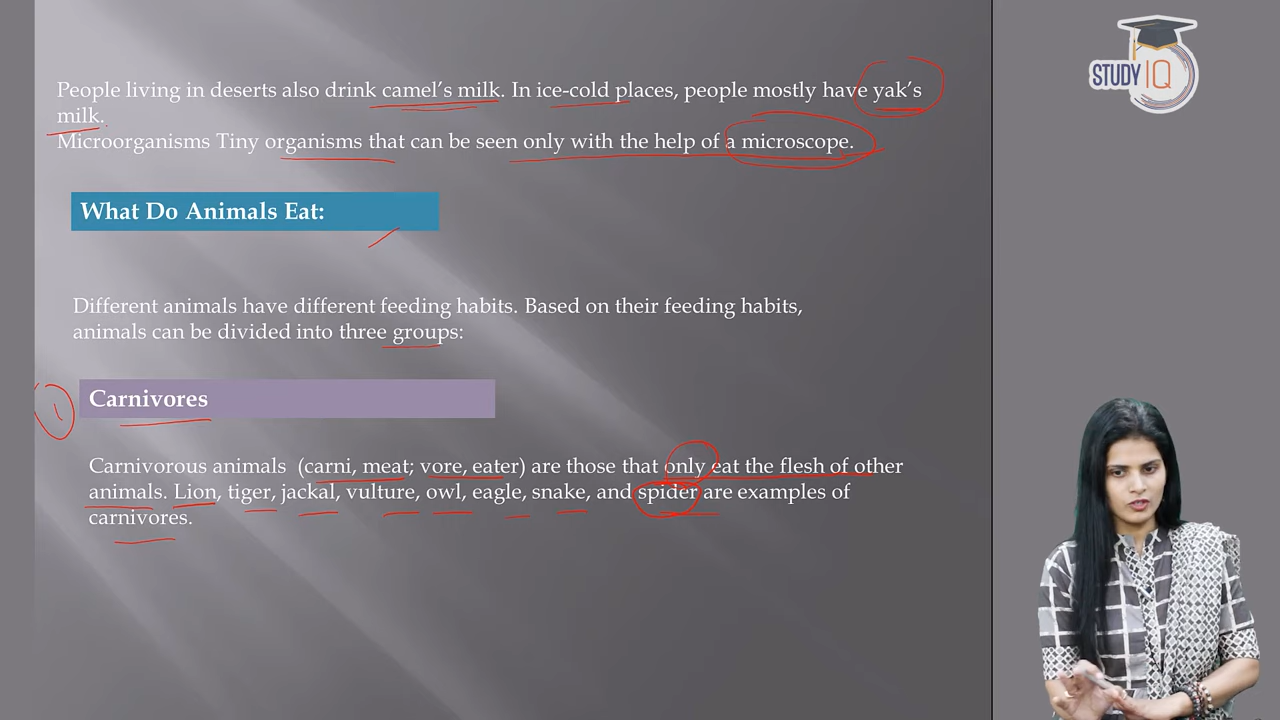 STUDY IQ
People living in deserts also drink camel's milk. In ice-cold places, people mostly have yak's
milk.
Microorganisms Tiny organisms that can be seen only with the help of a microscope.
What Do Animals Eat:
Different animals have different feeding habits. Based on their feeding habits,
animals can be divided into three groups:
1
Carnivores
Carnivorous animals (carni, meat; vore, eater) are those that only eat the flesh of other
animals. Lion, tiger, jackal, vulture, owl, eagle, snake, and spider are examples of
carnivores.